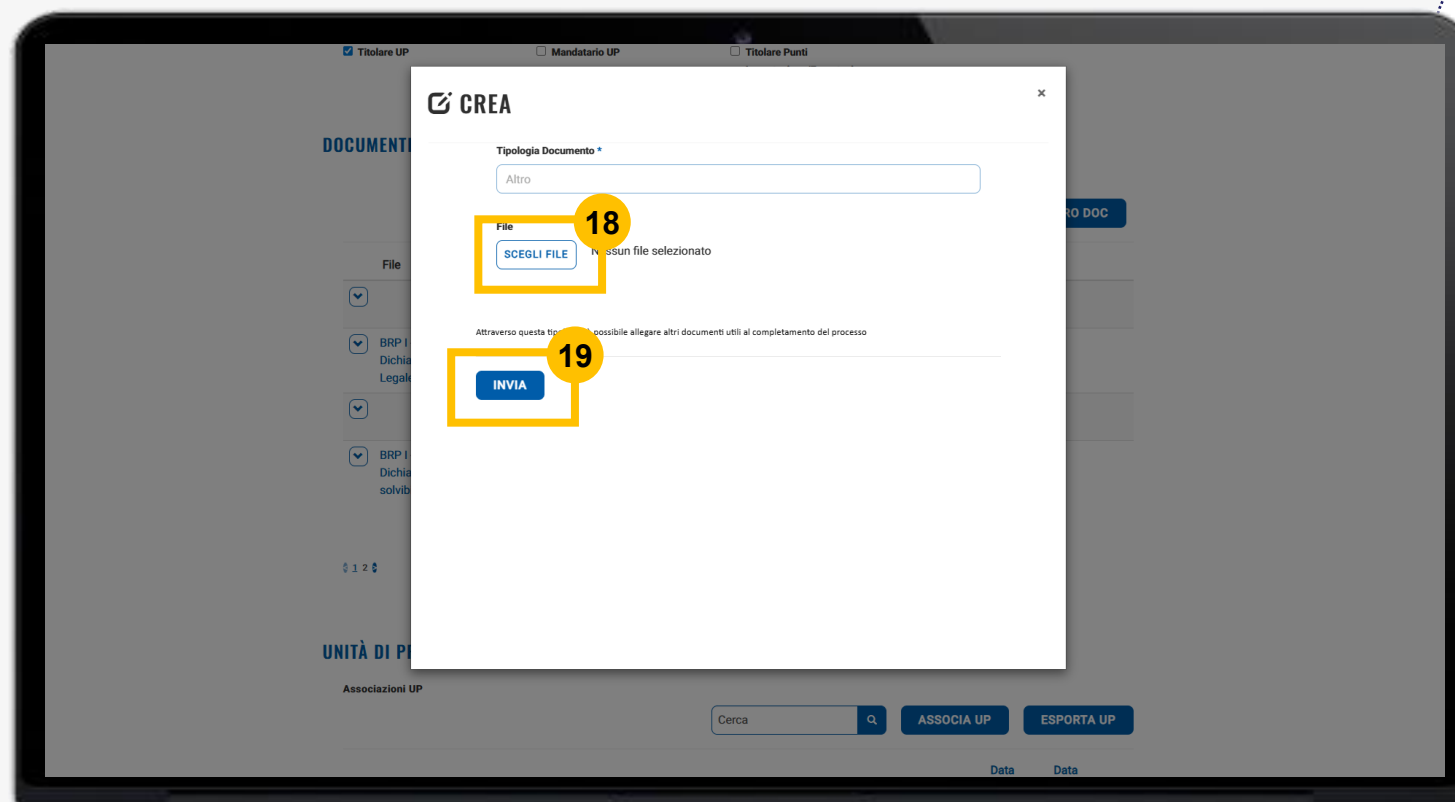 Titolare UP
Mandatario UP
Titolare Punti
CREA
×
DOCUMENTI
Tipologia Documento *
Altro
RO DOC
File
18
SCEGLI FILE
Nessun file selezionato
File
Attraverso questa possibile allegare altri documenti utili al completamento del processo
BRP I
Dichia
Legale
19
INVIA
BRP I
Dichia
solvib
1 2
UNITÀ DI PE
Associazioni UP
Cerca
ASSOCIA UP
ESPORTA UP
Data
Data